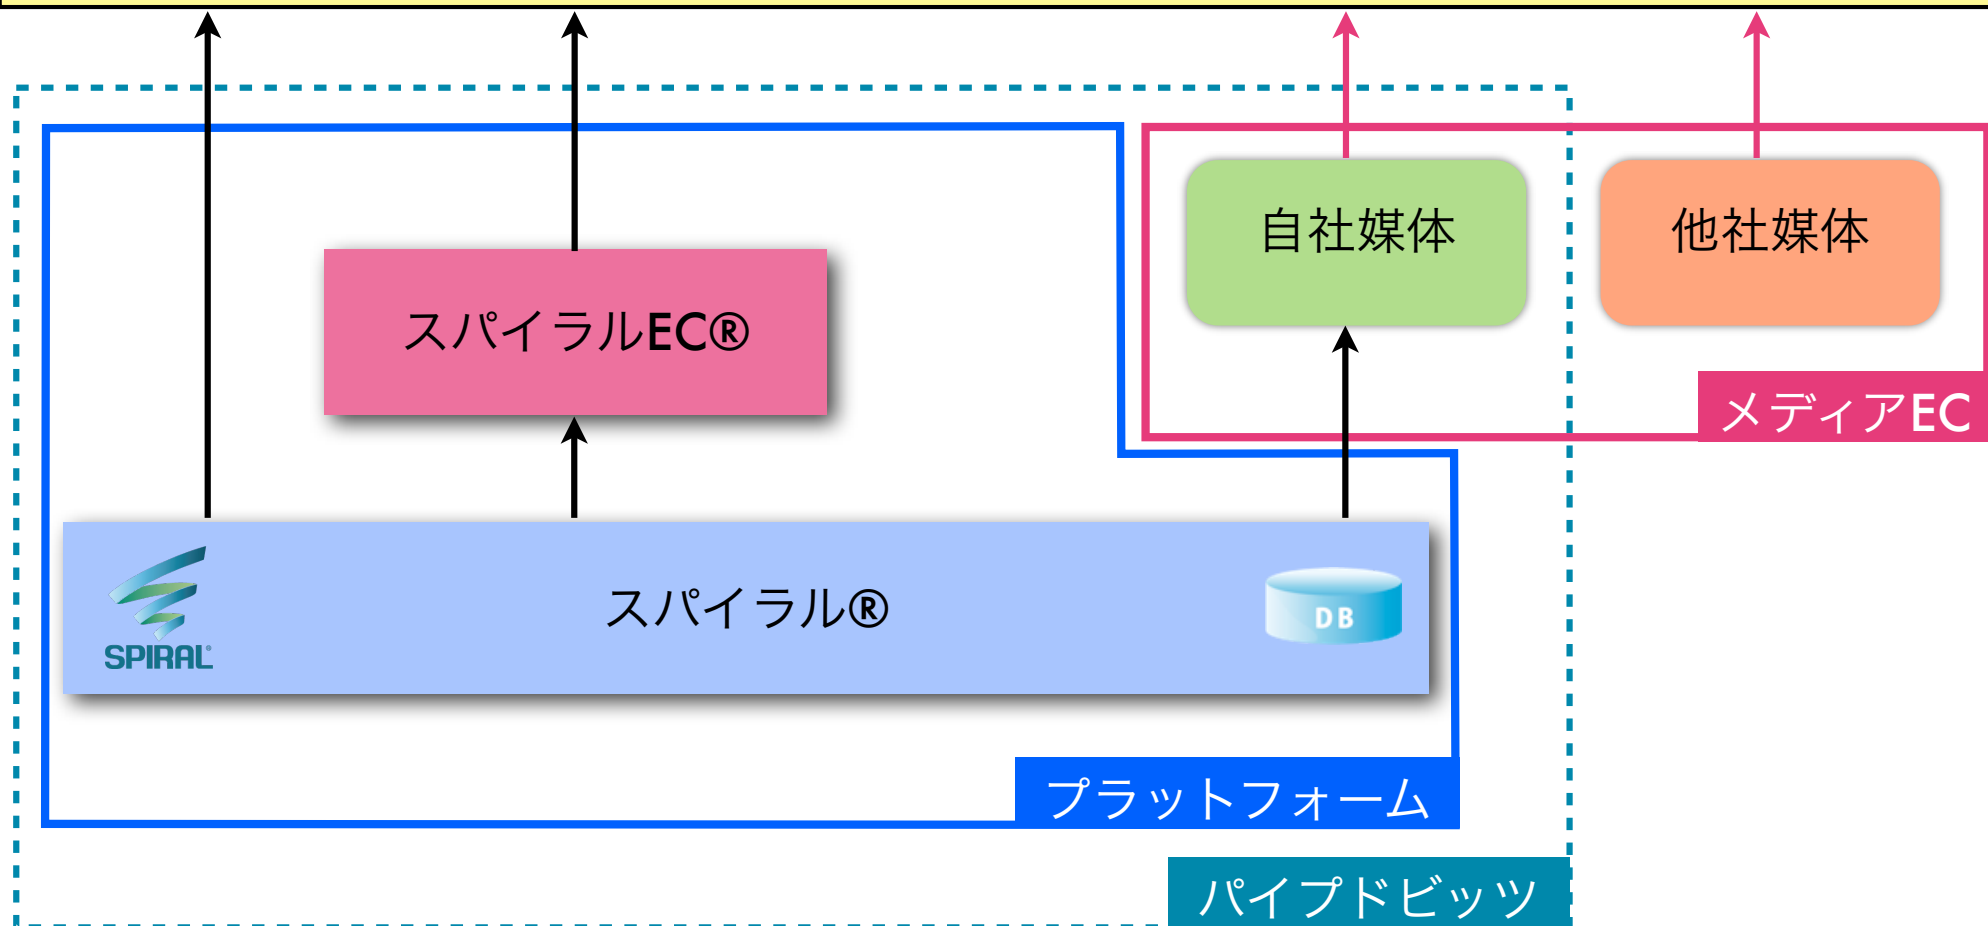 自社媒体
他社媒体
スパイラルEC®
メディアEC
スパイラル®
DB
SPIRAL®
プラットフォーム
パイプドビッツ